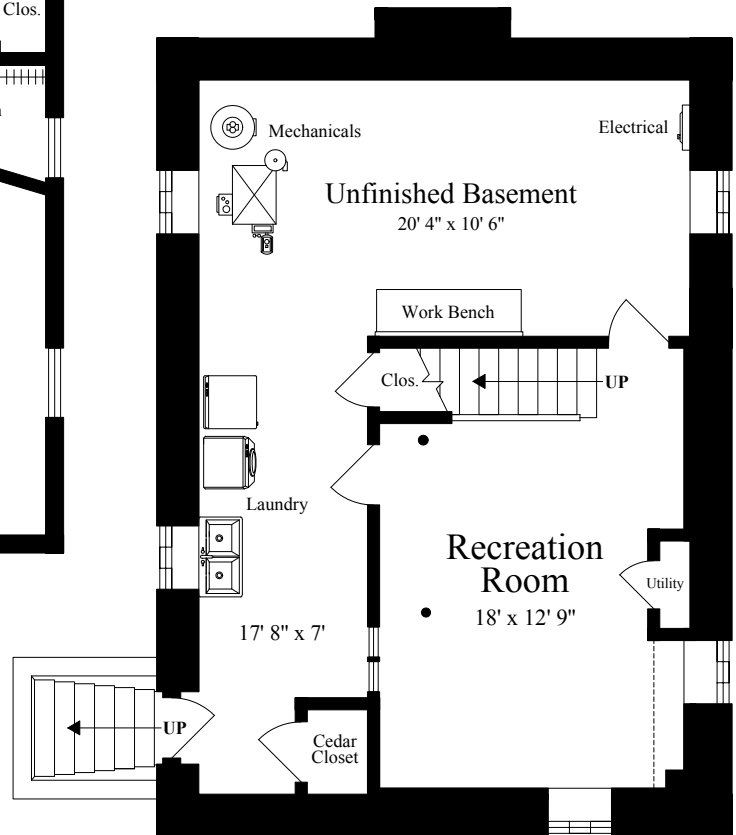 Clos.
Mechanicals
Electrical
Unfinished Basement
20' 4" x 10' 6"
Work Bench
Clos.
UP
Laundry
Recreation
Room
18' x 12' 9"
Utility
17' 8" x 7'
UP
Cedar
Closet